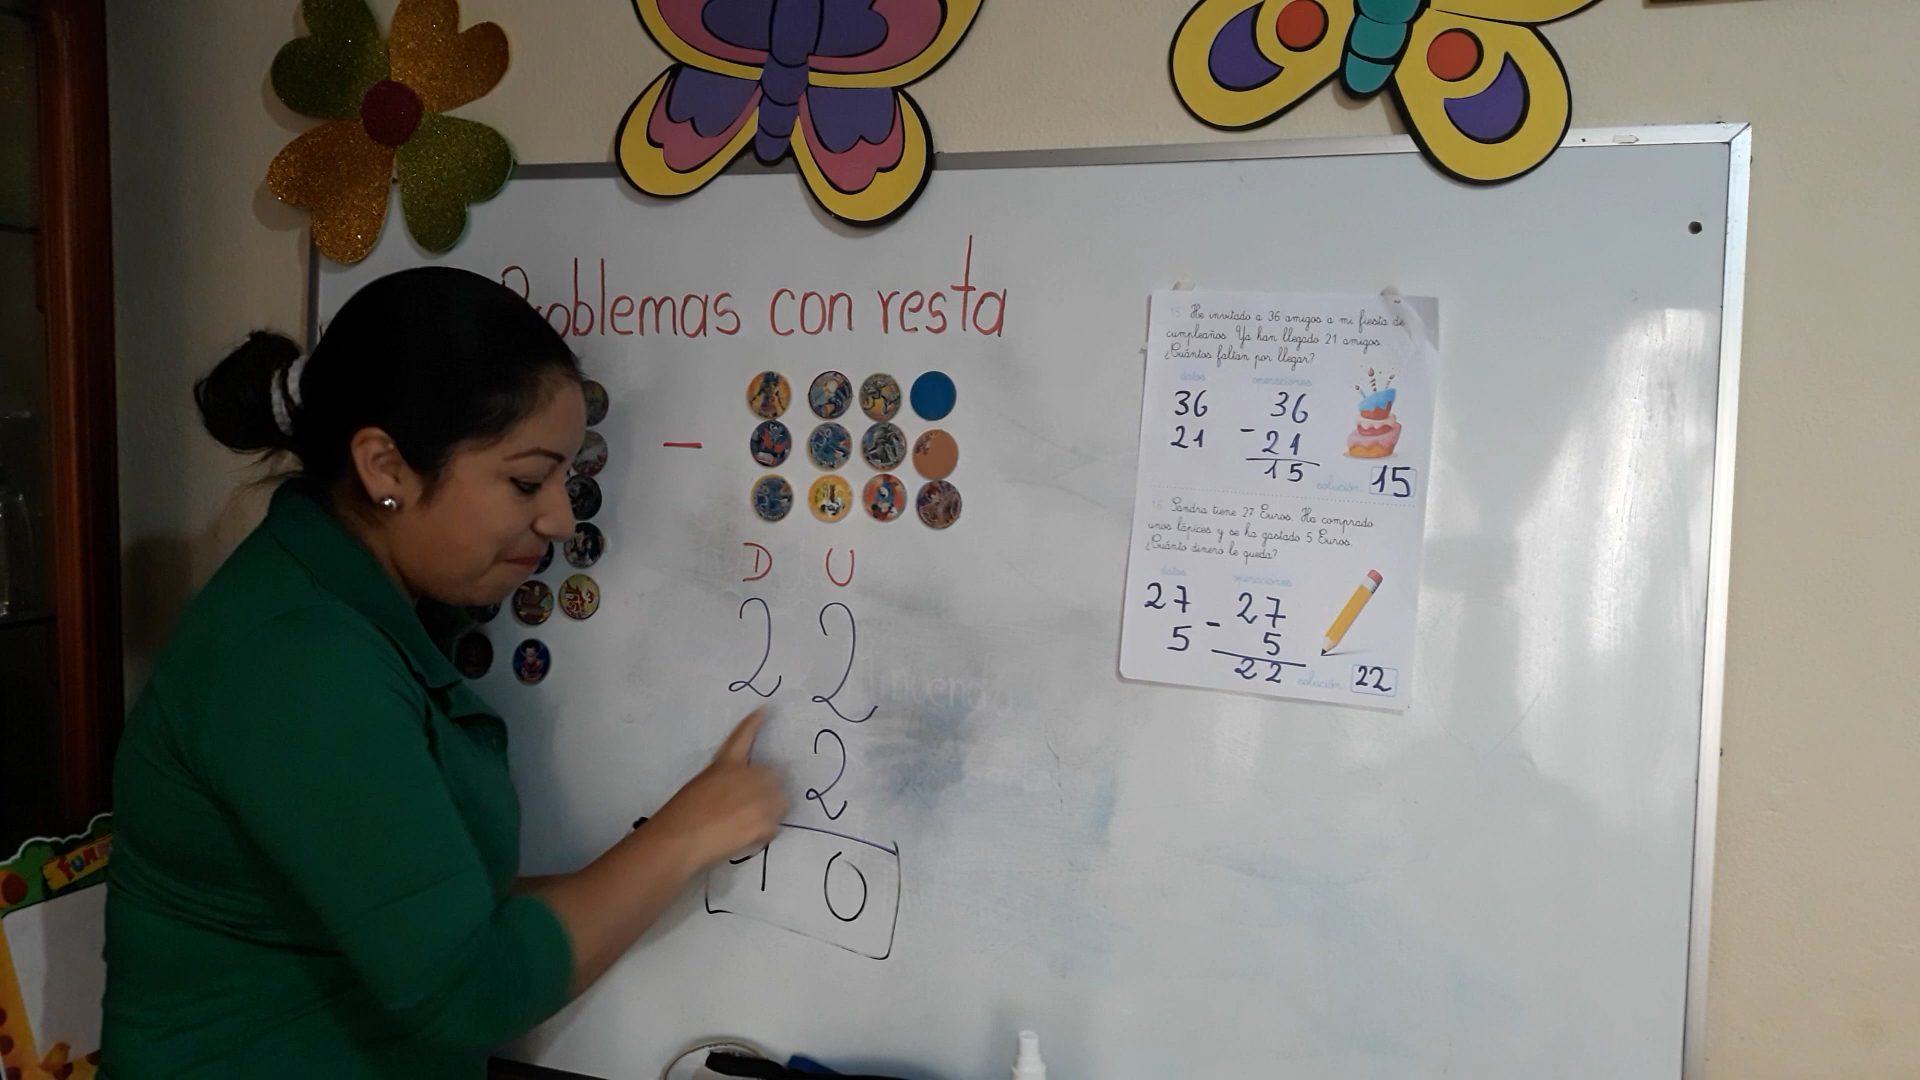 Problemas con resta
D U
2 2
2
1 0
15 He invitado a 36 amigos a mi fiesta de
cumpleaños. Ya han llegado 21 amigos.
¿Cuántos faltan por llegar?
datos operaciones
36 36
21 - 21
15
solución 15
16 Sandra tiene 27 Euros. Ha comprado
unos lápices y se ha gastado 5 Euros.
¿Cuánto dinero le queda?
datos operaciones
27 - 27
5 5
22
solución 22